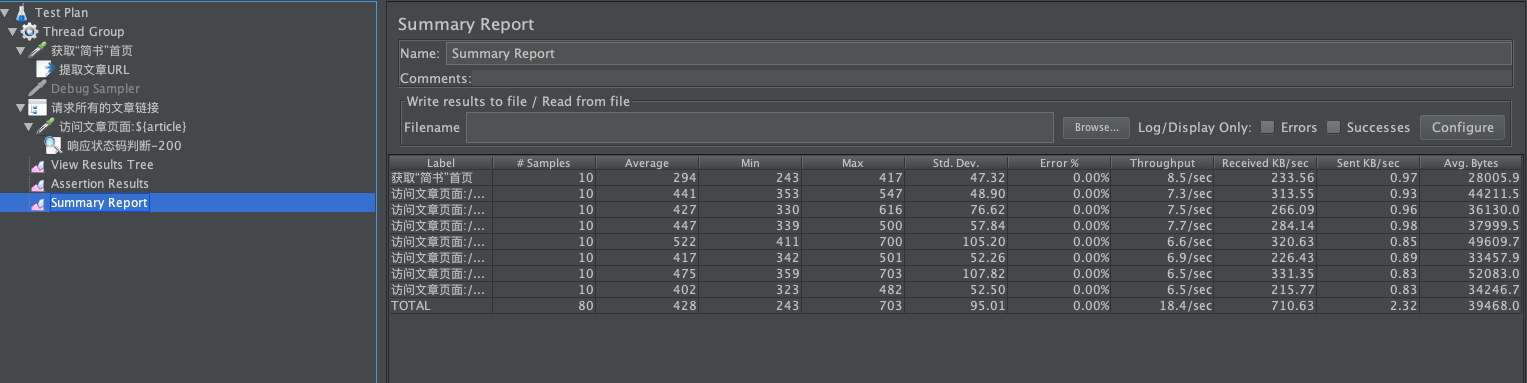 Test Plan
Thread Group
获取“简书”首页
提取文章URL
Debug Sampler
请求所有的文章链接
访问文章页面:${article}
响应状态码判断-200
View Results Tree
Assertion Results
Summary Report
Summary Report
Name: Summary Report
Comments:
Write results to file / Read from file
Filename Browse... Log/Display Only: Errors Successes Configure
Label # Samples Average Min Max Std. Dev. Error % Throughput Received KB/sec Sent KB/sec Avg. Bytes
获取“简书”首页 10 294 243 417 47.32 0.00% 8.5/sec 233.56 0.97 28005.9
访问文章页面:/... 10 441 353 547 48.90 0.00% 7.3/sec 313.55 0.93 44211.5
访问文章页面:/... 10 427 330 616 76.62 0.00% 7.5/sec 266.09 0.96 36130.0
访问文章页面:/... 10 447 339 500 57.84 0.00% 7.7/sec 284.14 0.98 37999.5
访问文章页面:/... 10 522 411 700 105.20 0.00% 6.6/sec 320.63 0.85 49609.7
访问文章页面:/... 10 417 342 501 52.26 0.00% 6.9/sec 226.43 0.89 33457.9
访问文章页面:/... 10 475 359 703 107.82 0.00% 6.5/sec 331.35 0.83 52083.0
访问文章页面:/... 10 402 323 482 52.50 0.00% 6.5/sec 215.77 0.83 34246.7
TOTAL 80 428 243 703 95.01 0.00% 18.4/sec 710.63 2.32 39468.0